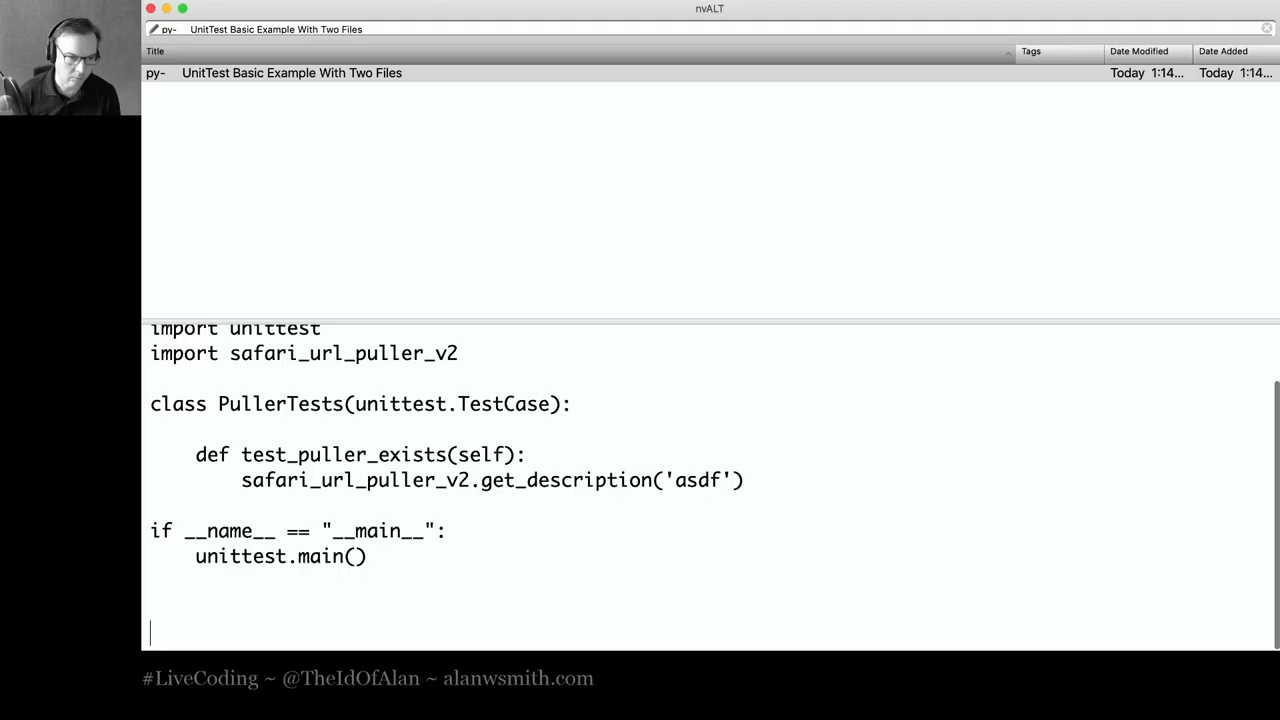 nvALT
py- UnitTest Basic Example With Two Files
Title Tags Date Modified Date Added
py- UnitTest Basic Example With Two Files Today 1:14... Today 1:14...
import unittest
import safari_url_puller_v2
class PullerTests(unittest.TestCase):
def test_puller_exists(self):
safari_url_puller_v2.get_description('asdf')
if __name__ == "__main__":
unittest.main()
#LiveCoding ~ @TheIdOfAlan ~ alanwsmith.com